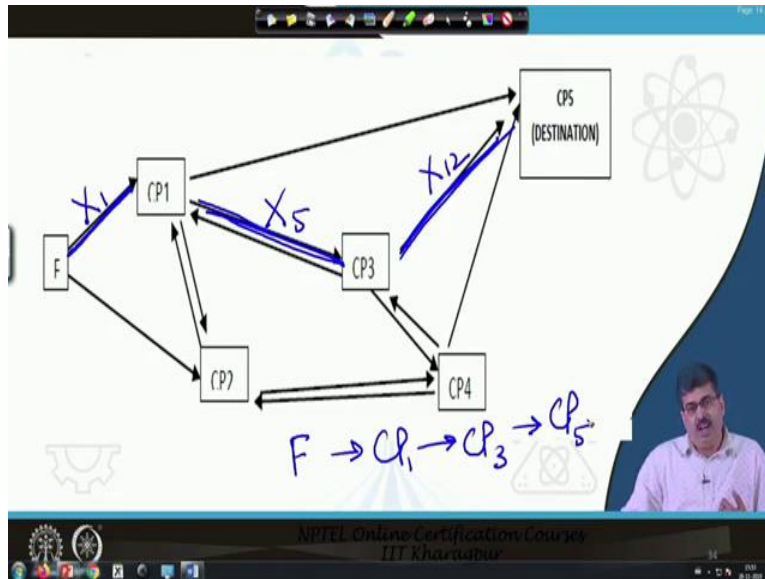 Page: 14
CP5
(DESTINATION)
X12
X1
CP1
X5
F
CP3
CP2
CP4
F → CP1 → CP3 → CP5
NPTEL Online Certification Courses
IIT Kharagpur
34